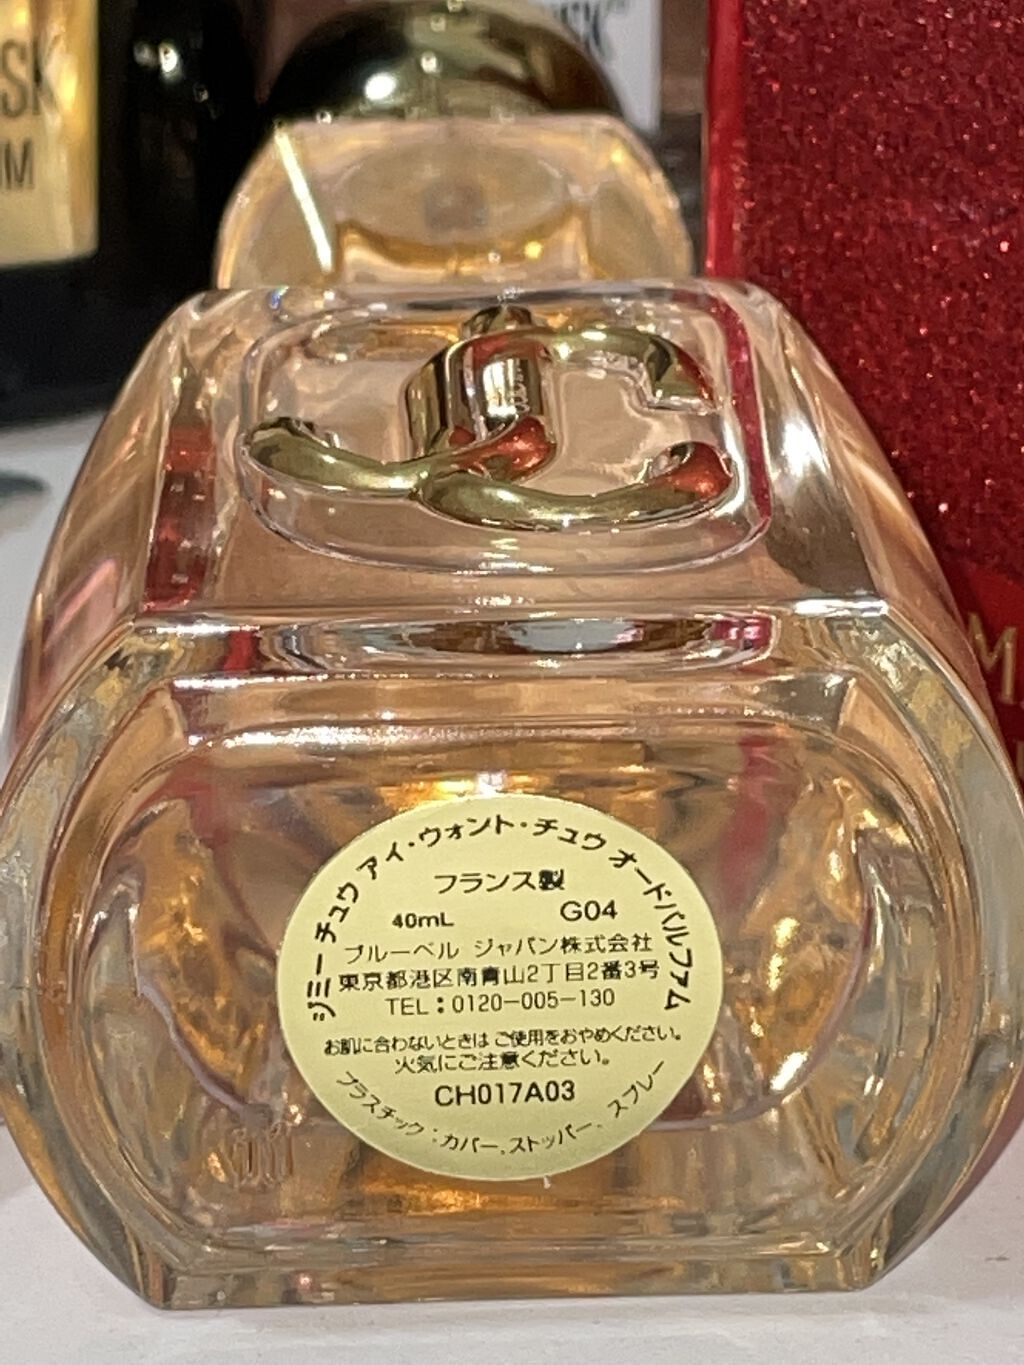 SK
UM
ジミー チュウ アイ・ウォント・チュウ オードパルファム
フランス製
40mL G04
ブルーベル ジャパン株式会社
東京都港区南青山2丁目2番3号
TEL：0120-005-130
お肌に合わないときは ご使用をおやめください。
火気にご注意ください。
CH017A03
プラスチック：カバー、ストッパー、スプレー